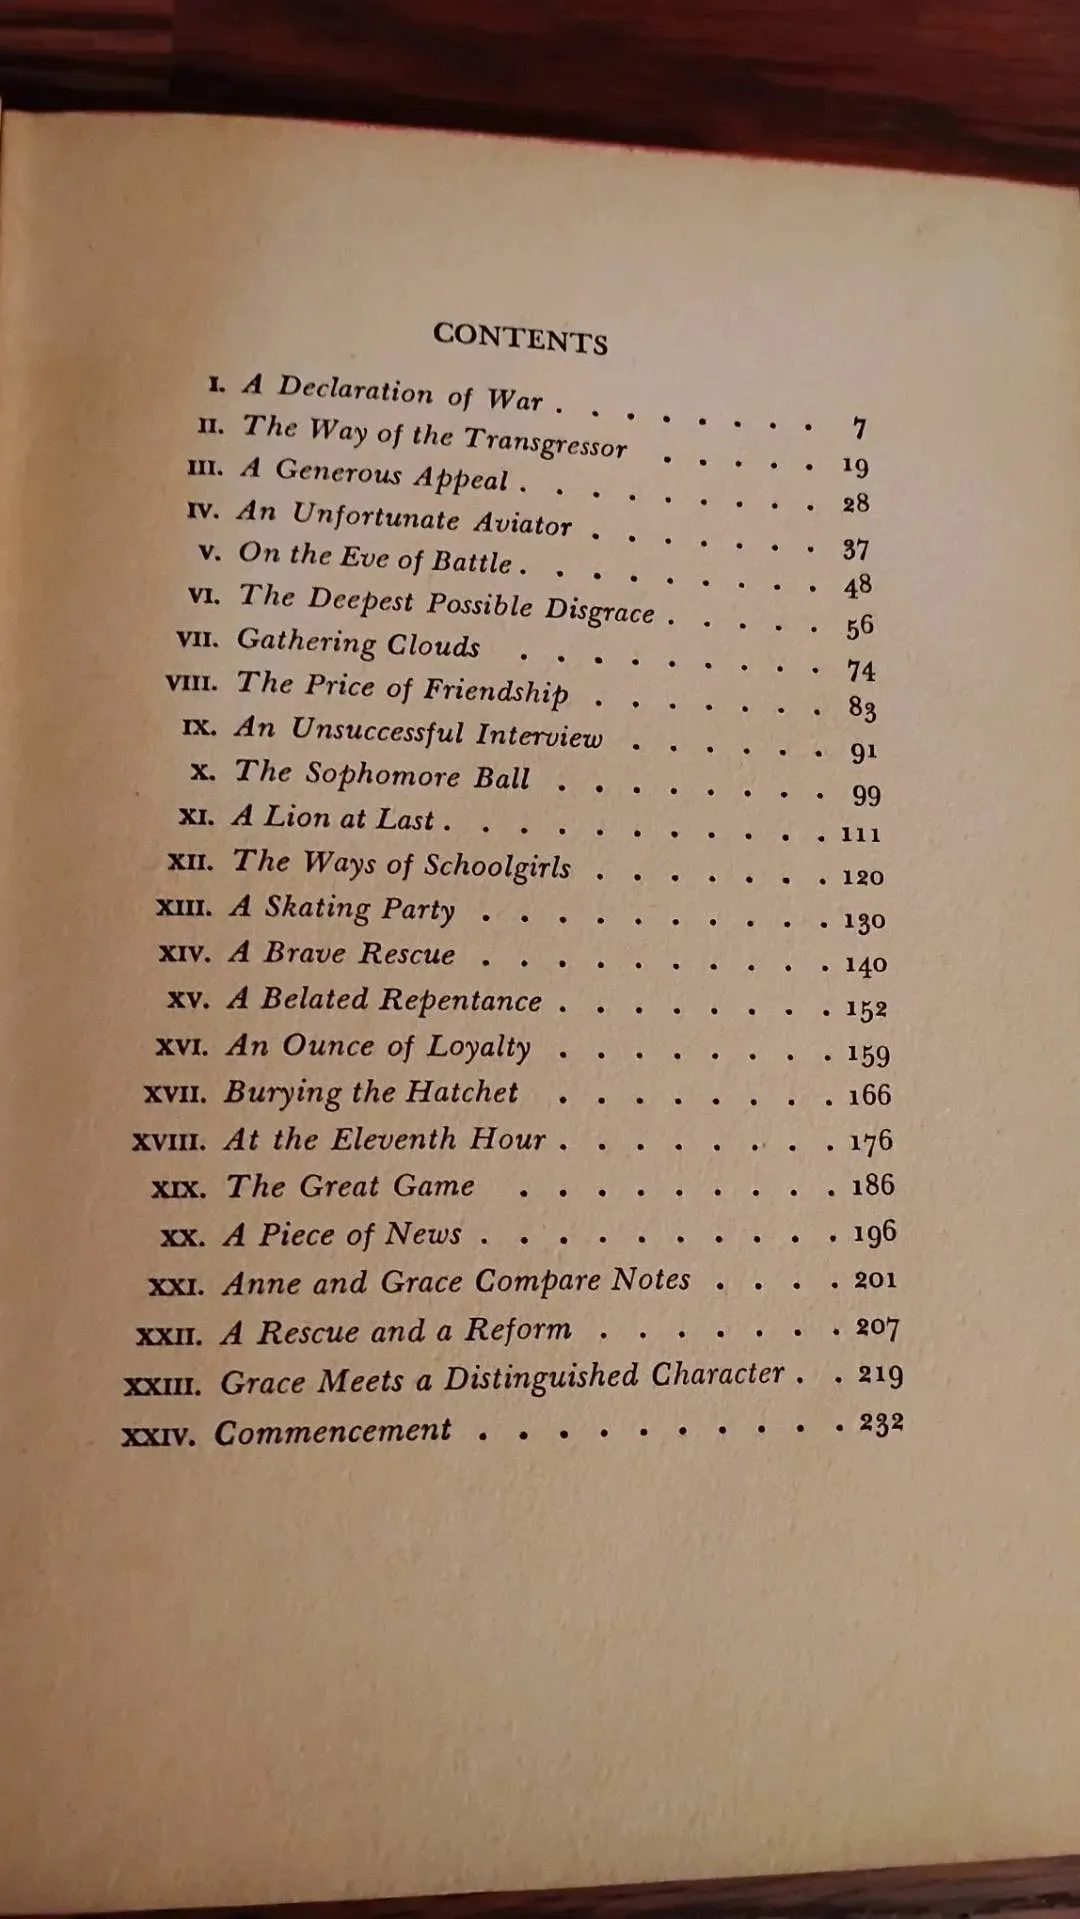 CONTENTS
I. A Declaration of War . . . . . . . . 7
II. The Way of the Transgressor . . . . . 19
III. A Generous Appeal . . . . . . . . . 28
IV. An Unfortunate Aviator . . . . . . . 37
V. On the Eve of Battle . . . . . . . . . 48
VI. The Deepest Possible Disgrace . . . . . 56
VII. Gathering Clouds . . . . . . . . . 74
VIII. The Price of Friendship . . . . . . . 83
IX. An Unsuccessful Interview . . . . . . 91
X. The Sophomore Ball . . . . . . . . 99
XI. A Lion at Last . . . . . . . . . . . 111
XII. The Ways of Schoolgirls . . . . . . . 120
XIII. A Skating Party . . . . . . . . . . 130
XIV. A Brave Rescue . . . . . . . . . . 140
XV. A Belated Repentance . . . . . . . . 152
XVI. An Ounce of Loyalty . . . . . . . . 159
XVII. Burying the Hatchet . . . . . . . . 166
XVIII. At the Eleventh Hour . . . . . . . . 176
XIX. The Great Game . . . . . . . . . 186
XX. A Piece of News . . . . . . . . . . 196
XXI. Anne and Grace Compare Notes . . . . 201
XXII. A Rescue and a Reform . . . . . . . 207
XXIII. Grace Meets a Distinguished Character . . 219
XXIV. Commencement . . . . . . . . . . 232